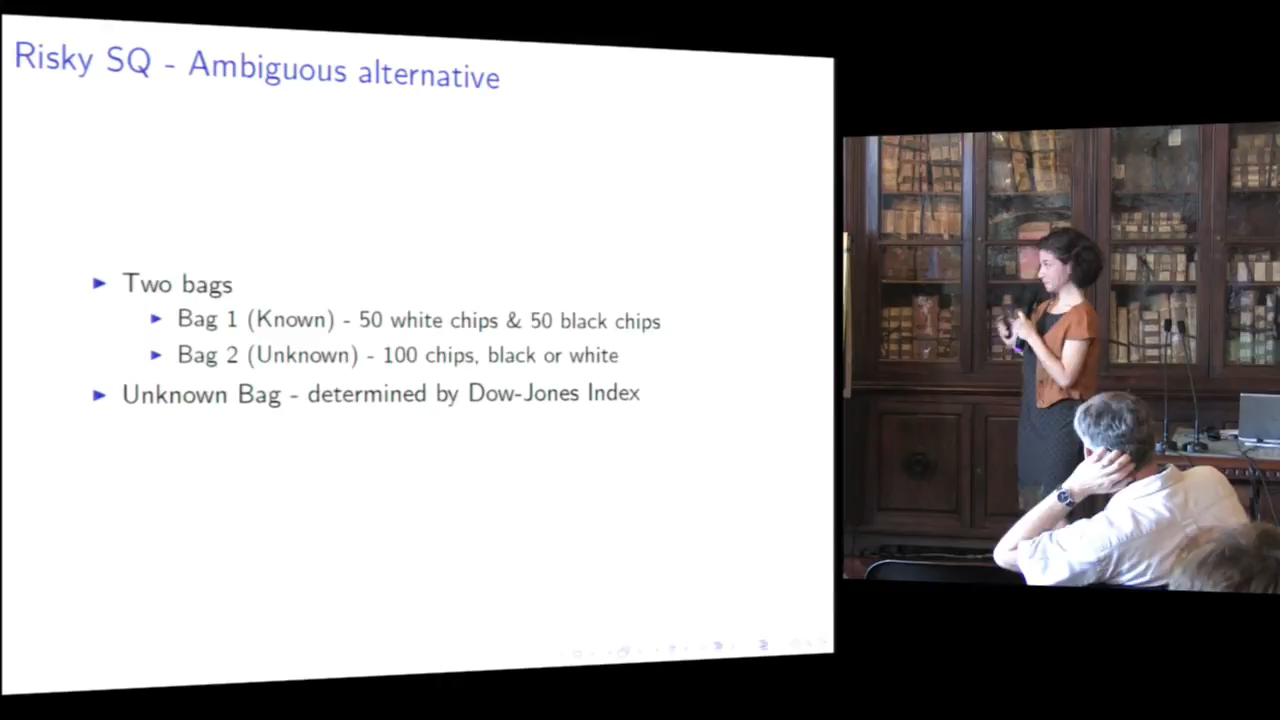 Risky SQ - Ambiguous alternative
► Two bags
► Bag 1 (Known) - 50 white chips & 50 black chips
► Bag 2 (Unknown) - 100 chips, black or white
► Unknown Bag - determined by Dow-Jones Index